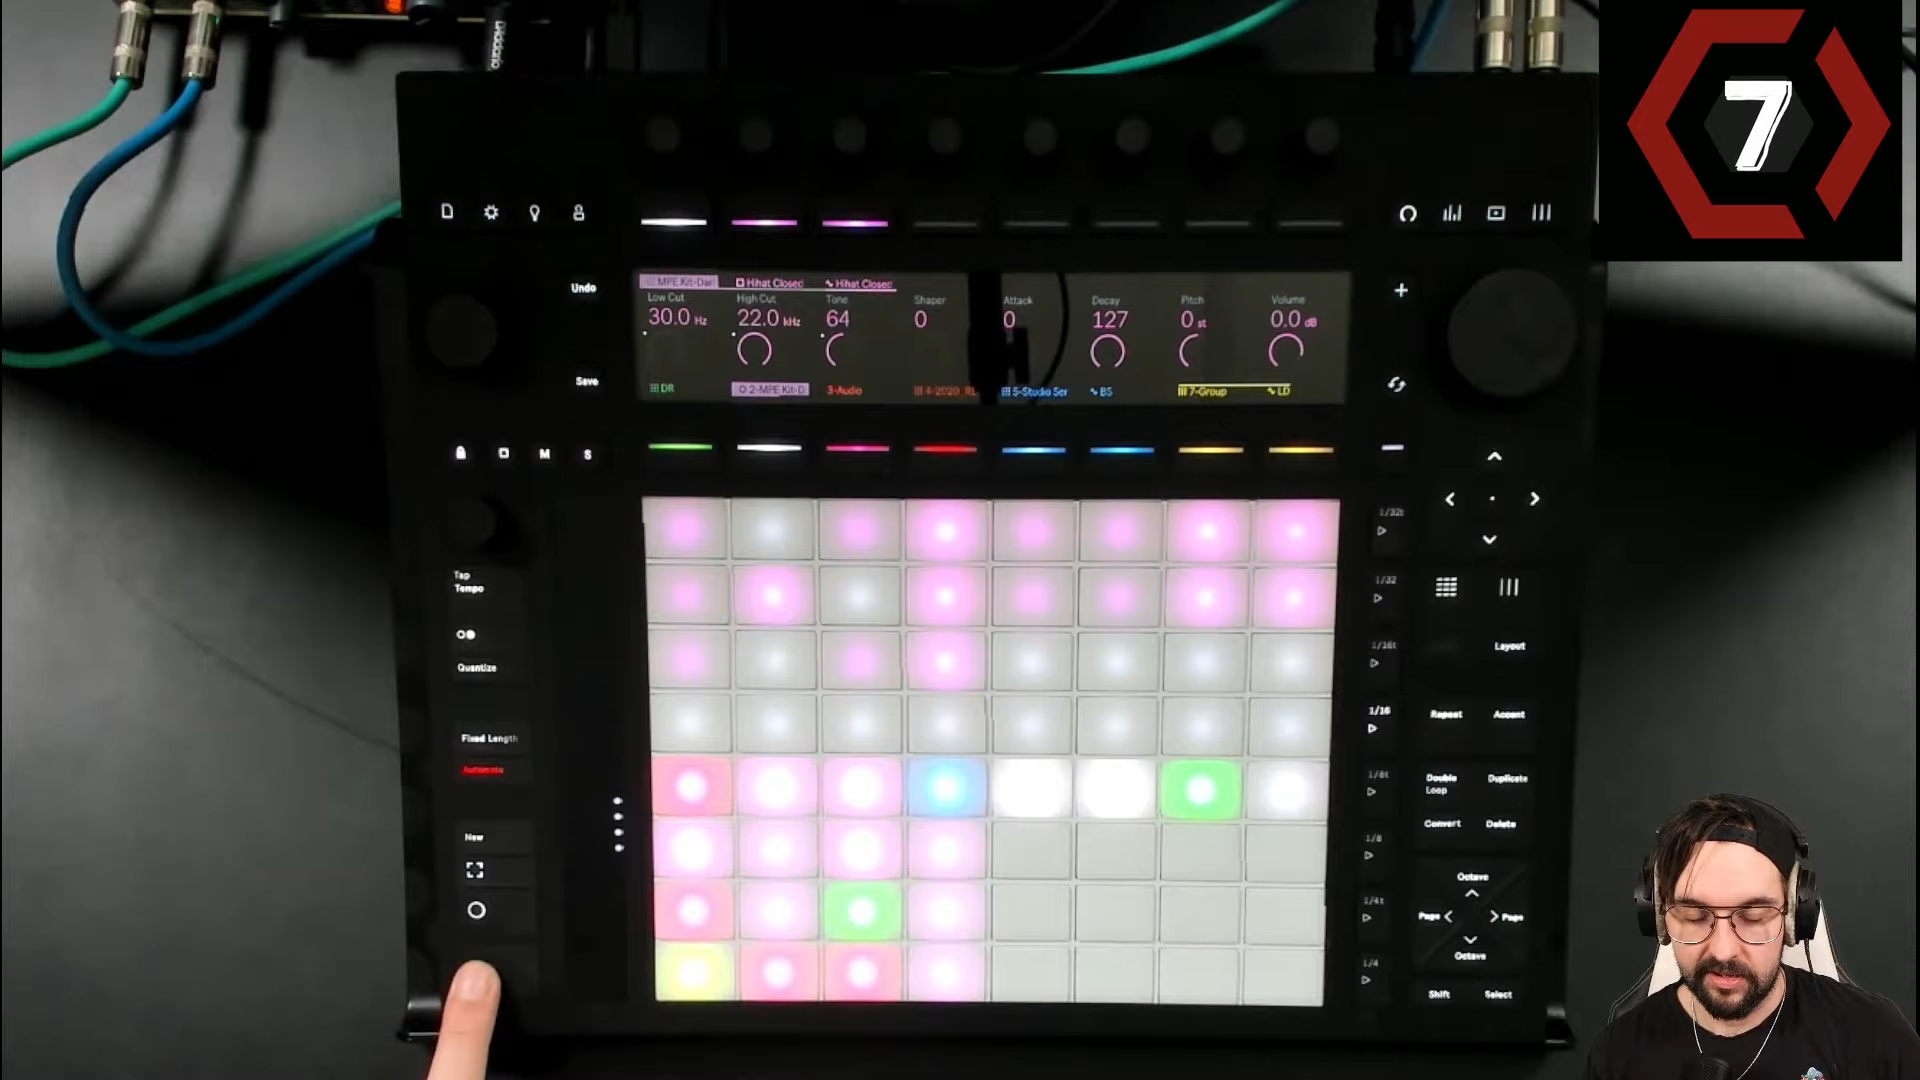 7
Undo
Save
MPE Kit-Dar Hihat Closed Hihat Closed
Low Cut High Cut Tone Shaper Attack Decay Pitch Volume
30.0 Hz 22.0 kHz 64 0 0 127 0 st 0.0 dB
DR 2-MPE Kit-D 3-Audio 4-2020 5-Studio Ser BS 7-Group LD
M S
Tap
Tempo
Quantize
Fixed Length
Automate
New
1/32t
1/32
1/16t
1/16
1/8t
1/8
1/4t
1/4
Layout
Repeat Accent
Double
Loop
Duplicate
Convert Delete
Octave
Page Page
Octave
Shift Select